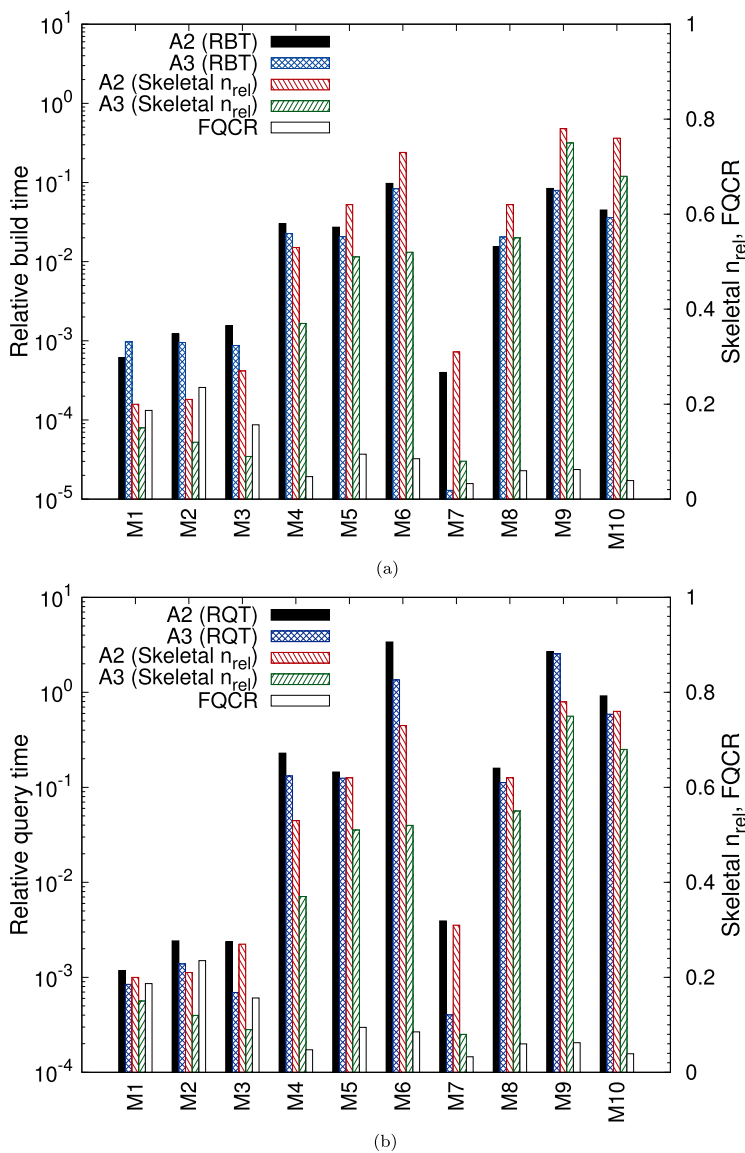 A2 (RBT)
A3 (RBT)
A2 (Skeletal n_rel)
A3 (Skeletal n_rel)
FQCR
10^1
10^0
10^-1
10^-2
10^-3
10^-4
10^-5
Relative build time
1
0.8
0.6
0.4
0.2
0
Skeletal n_rel, FQCR
M1 M2 M3 M4 M5 M6 M7 M8 M9 M10
(a)
A2 (RQT)
A3 (RQT)
A2 (Skeletal n_rel)
A3 (Skeletal n_rel)
FQCR
10^1
10^0
10^-1
10^-2
10^-3
10^-4
Relative query time
1
0.8
0.6
0.4
0.2
0
Skeletal n_rel, FQCR
M1 M2 M3 M4 M5 M6 M7 M8 M9 M10
(b)